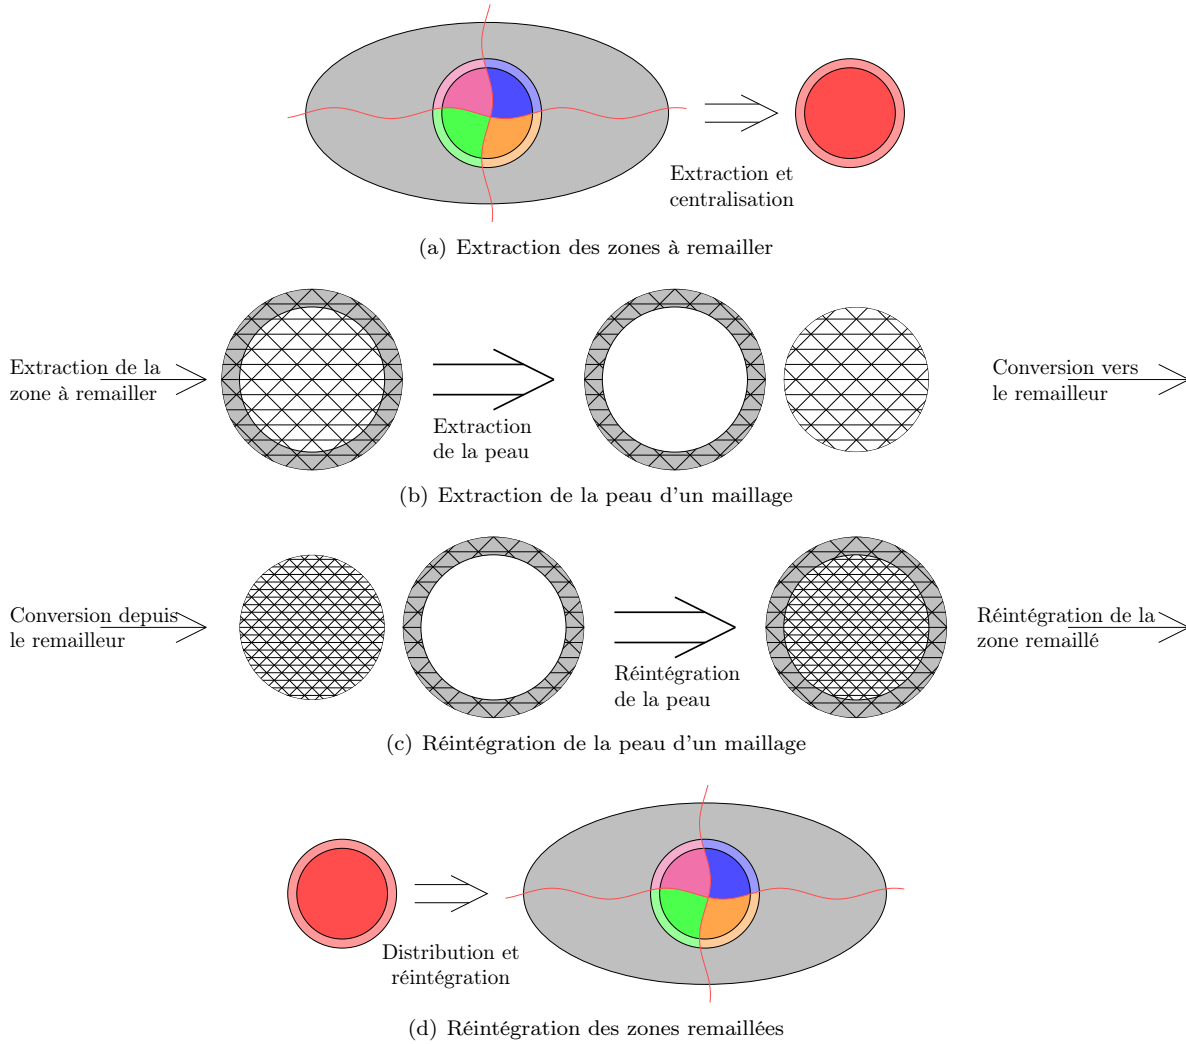 Extraction et
centralisation
(a) Extraction des zones à remailler
Extraction de la
zone à remailler
Extraction
de la peau
Conversion vers
le remailleur
(b) Extraction de la peau d'un maillage
Conversion depuis
le remailleur
Réintégration
de la peau
Réintégration de la
zone remaillé
(c) Réintégration de la peau d'un maillage
Distribution et
réintégration
(d) Réintégration des zones remaillées